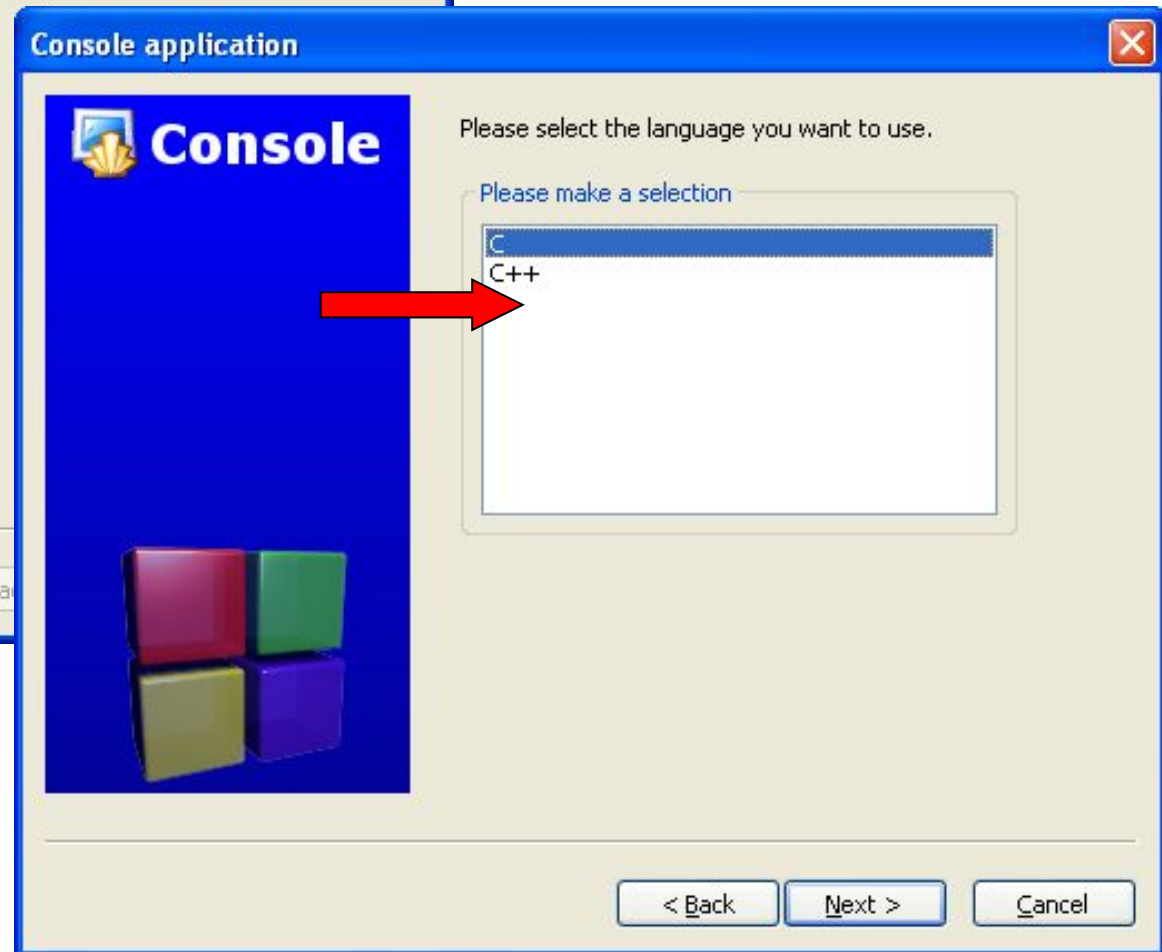 Console application
Console
Please select the language you want to use.
Please make a selection
C
C++
< Back
Next >
Cancel